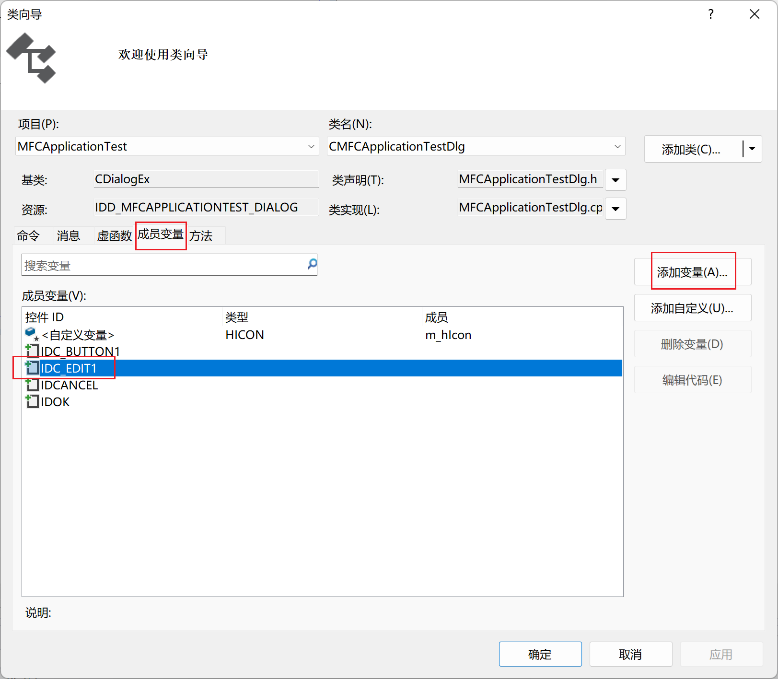 类向导 ?
欢迎使用类向导
项目(P): 类名(N):
MFCApplicationTest CMFCApplicationTestDlg 添加类(C)...
基类: CDialogEx 类声明(T): MFCApplicationTestDlg.h
资源: IDD_MFCAPPLICATIONTEST_DIALOG 类实现(L): MFCApplicationTestDlg.cp
命令 消息 虚函数 成员变量 方法
搜索变量 添加变量(A)...
成员变量(V):
添加自定义(U)...
控件 ID 类型 成员
<自定义变量> HICON m_hIcon
删除变量(D)
IDC_BUTTON1
IDC_EDIT1
编辑代码(E)
IDCANCEL
IDOK
说明:
确定 取消 应用